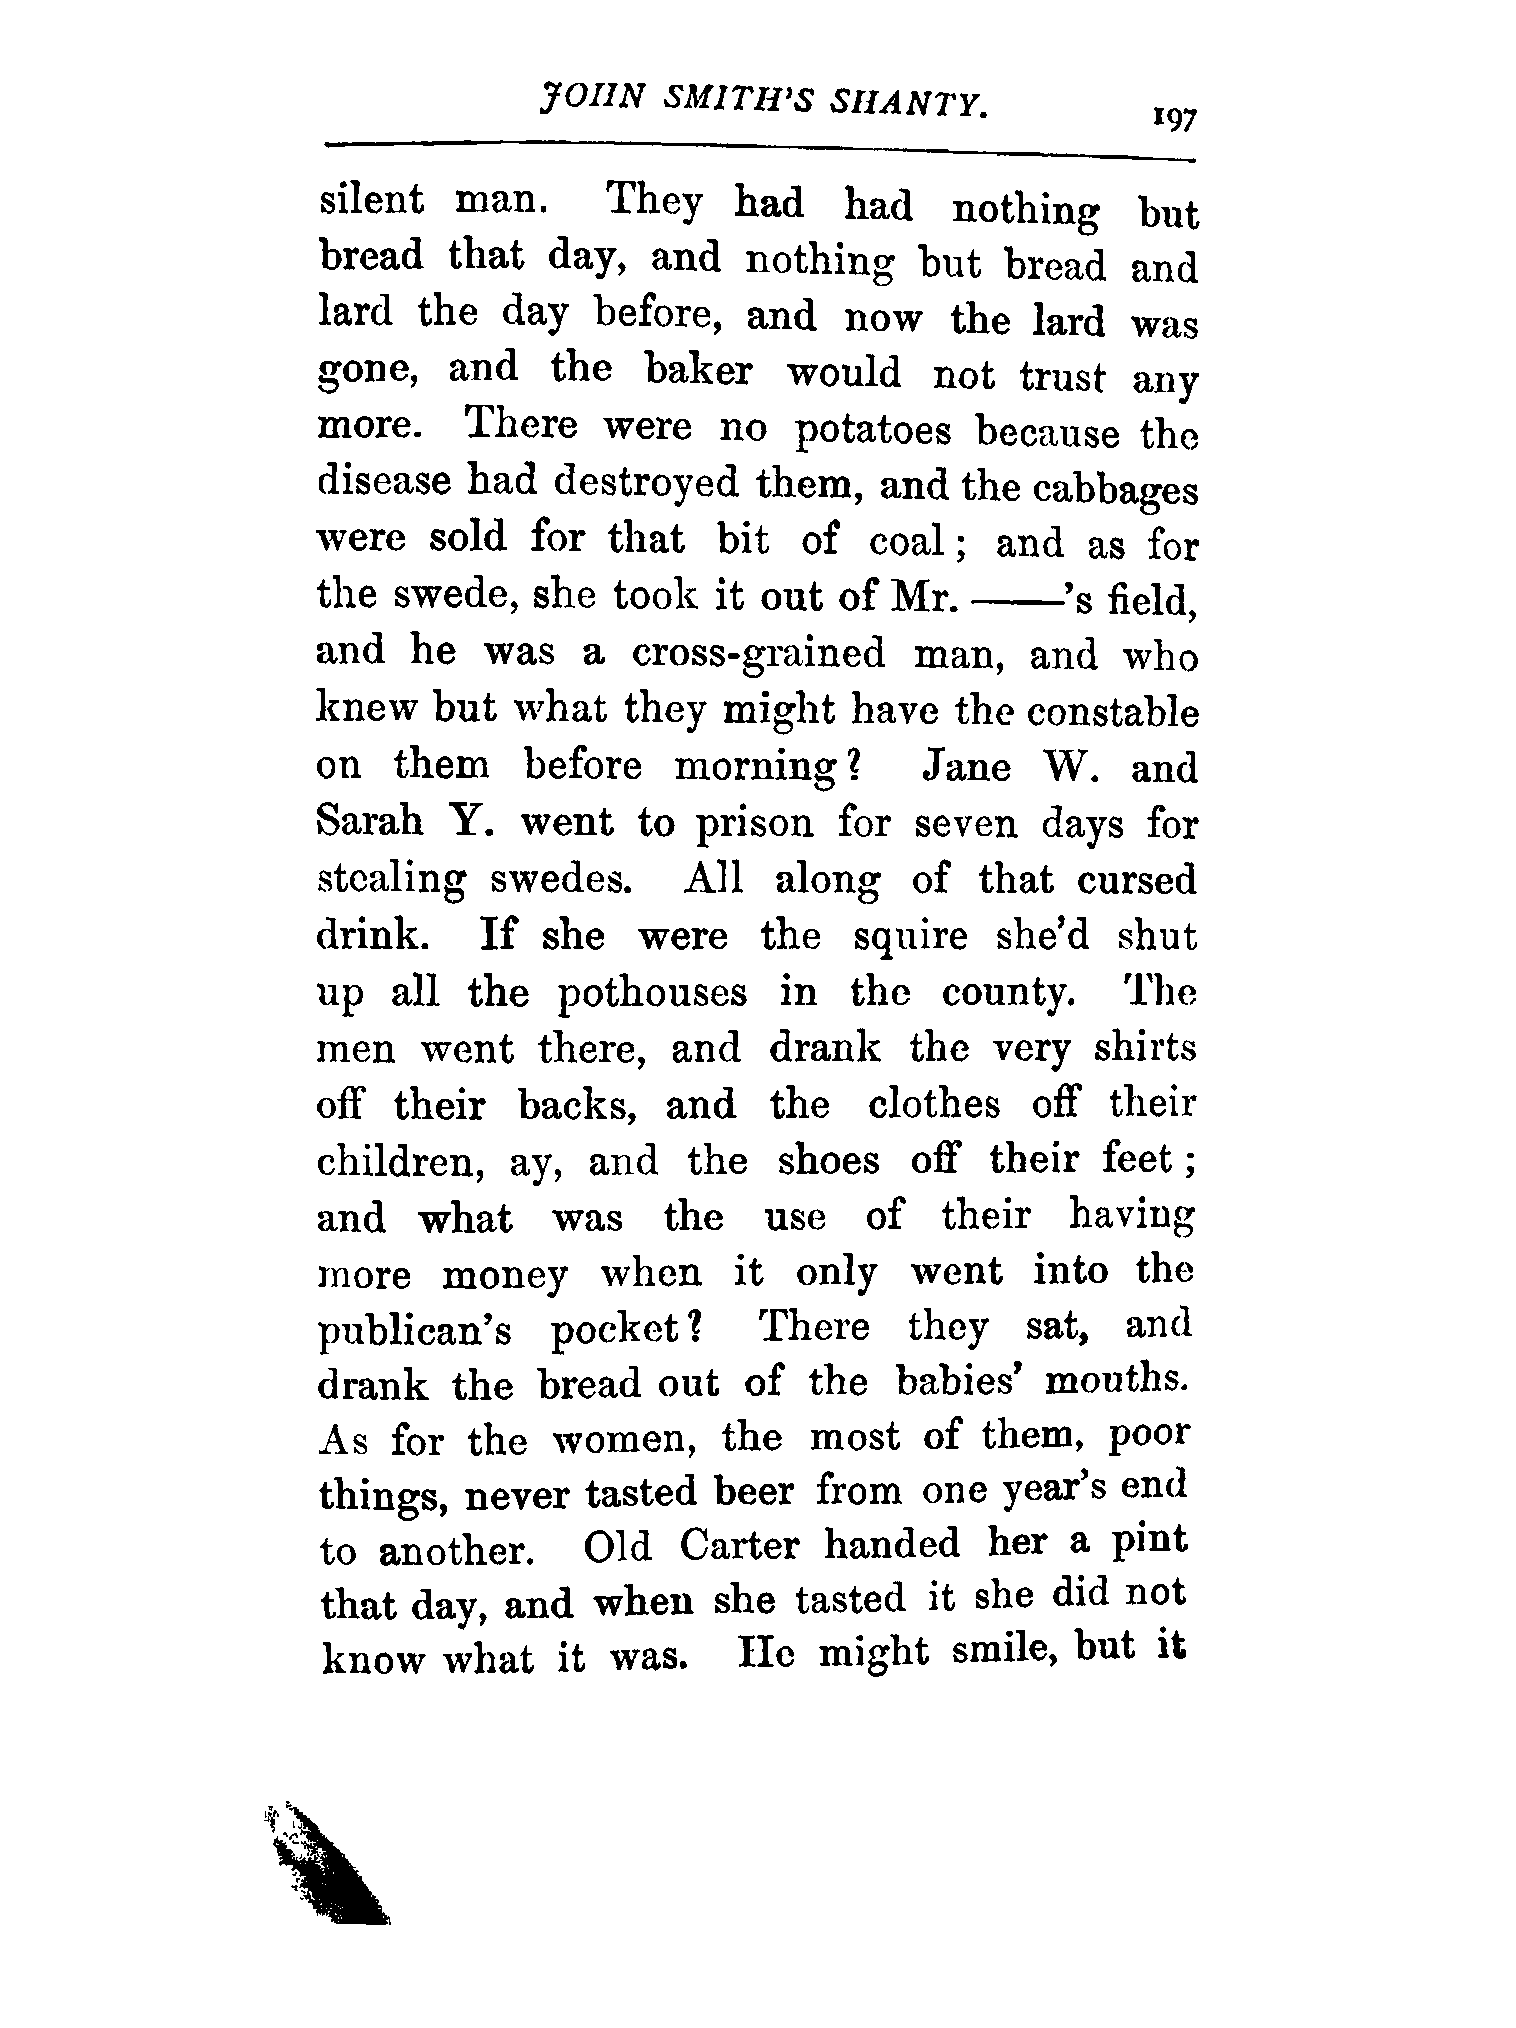 JOHN SMITH'S SHANTY.
197
silent man. They had had nothing but
bread that day, and nothing but bread and
lard the day before, and now the lard was
gone, and the baker would not trust any
more. There were no potatoes because the
disease had destroyed them, and the cabbages
were sold for that bit of coal; and as for
the swede, she took it out of Mr. ——'s field,
and he was a cross-grained man, and who
knew but what they might have the constable
on them before morning? Jane W. and
Sarah Y. went to prison for seven days for
stealing swedes. All along of that cursed
drink. If she were the squire she'd shut
up all the pothouses in the county. The
men went there, and drank the very shirts
off their backs, and the clothes off their
children, ay, and the shoes off their feet;
and what was the use of their having
more money when it only went into the
publican's pocket? There they sat, and
drank the bread out of the babies' mouths.
As for the women, the most of them, poor
things, never tasted beer from one year's end
to another. Old Carter handed her a pint
that day, and when she tasted it she did not
know what it was. He might smile, but it